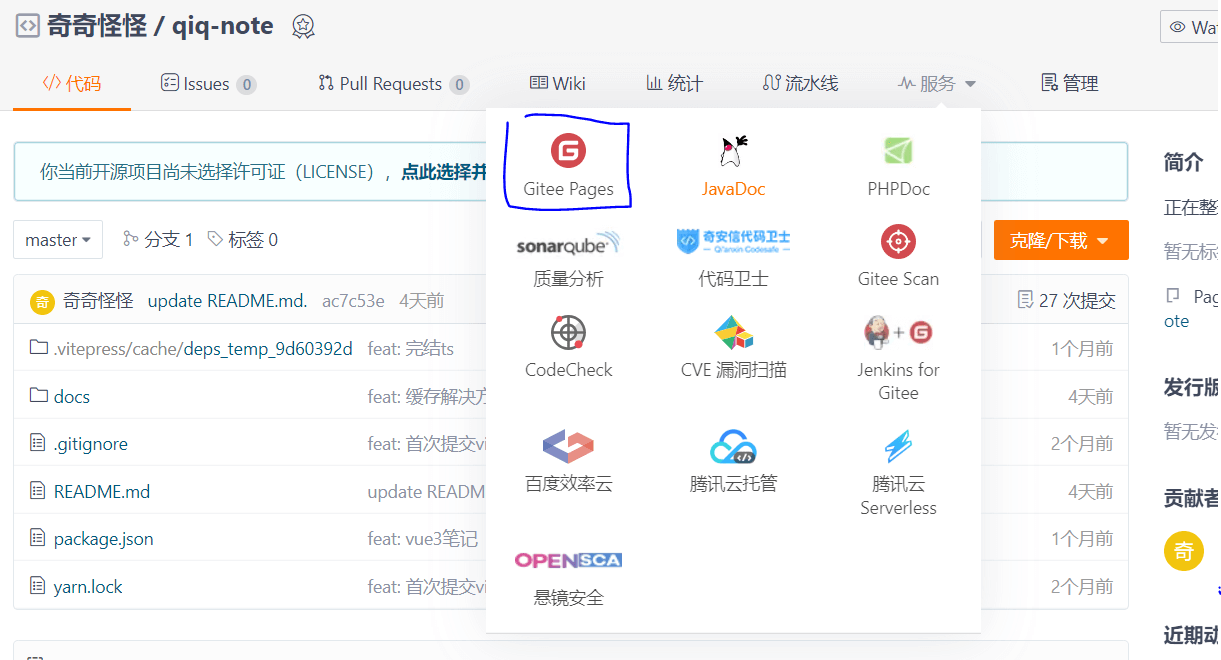 奇奇怪怪 / qiq-note
Wat
代码 Issues 0 Pull Requests 0 Wiki 统计 流水线 服务 管理
你当前开源项目尚未选择许可证（LICENSE），点此选择并
master 分支 1 标签 0
克隆/下载
奇 奇奇怪怪 update README.md. ac7c53e 4天前
27 次提交
.vitepress/cache/deps_temp_9d60392d feat: 完结ts 1个月前
docs feat: 缓存解决方 4天前
.gitignore feat: 首次提交vi 2个月前
README.md update READM 4天前
package.json feat: vue3笔记 1个月前
yarn.lock feat: 首次提交vi 2个月前
Gitee Pages
JavaDoc
PHPDoc
sonarqube
质量分析
奇安信代码卫士
Qi'anxin Codesafe
代码卫士
Gitee Scan
CodeCheck
CVE 漏洞扫描
Jenkins for
Gitee
百度效率云
腾讯云托管
腾讯云
Serverless
OPENSCA
悬镜安全
简介
正在整
暂无标
Pag
ote
发行版
暂无发
贡献者
奇
近期动